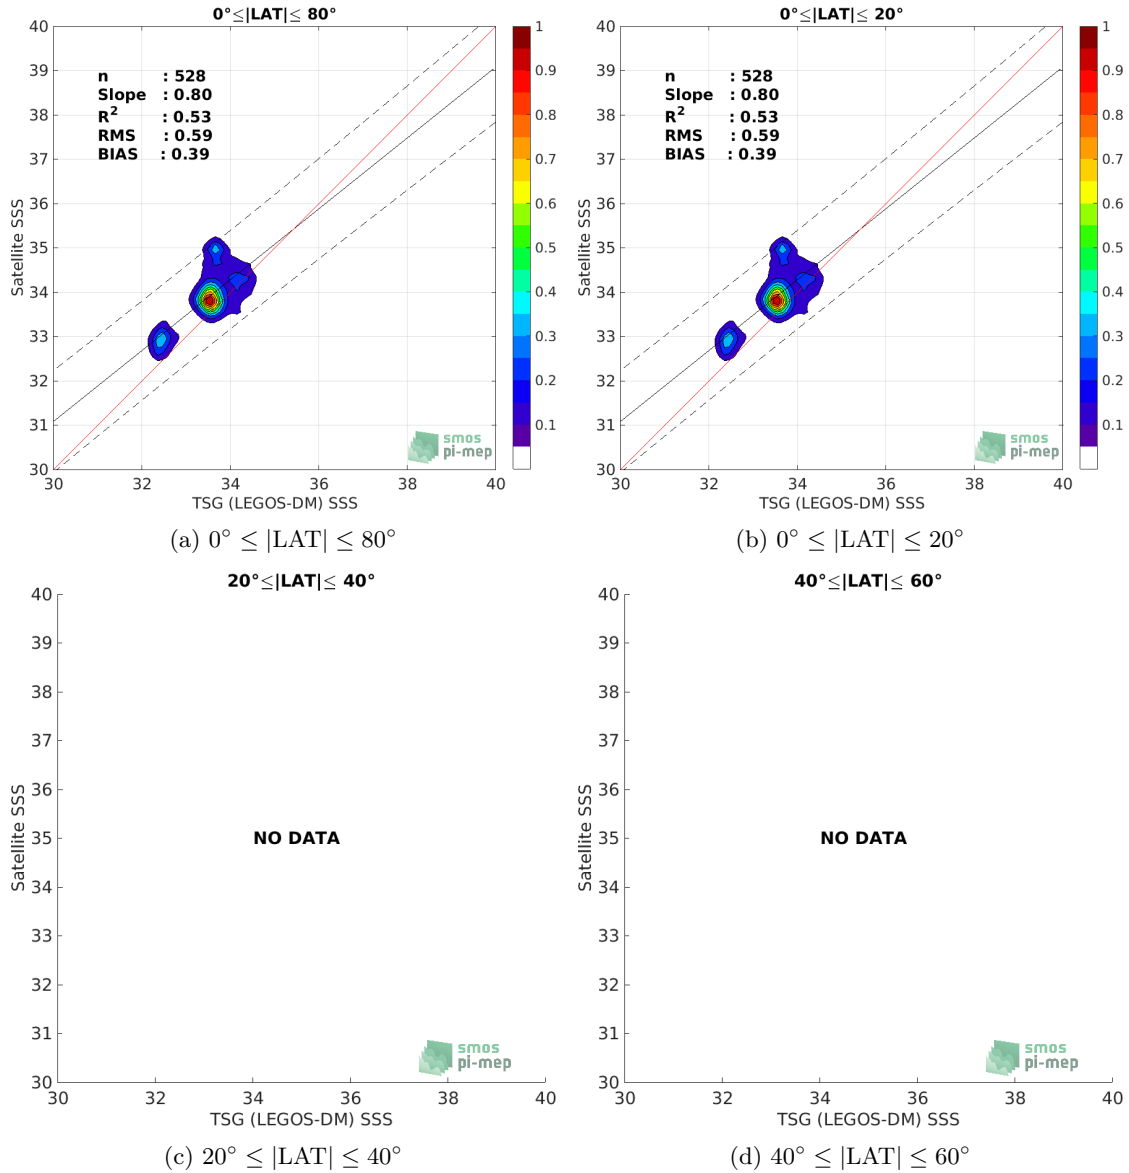 0°≤|LAT|≤ 80°
n : 528
Slope : 0.80
R² : 0.53
RMS : 0.59
BIAS : 0.39
Satellite SSS
40
39
38
37
36
35
34
33
32
31
30
30 32 34 36 38 40
TSG (LEGOS-DM) SSS
1
0.9
0.8
0.7
0.6
0.5
0.4
0.3
0.2
0.1
smos
pi-mep
(a) 0° ≤ |LAT| ≤ 80°
0°≤|LAT|≤ 20°
n : 528
Slope : 0.80
R² : 0.53
RMS : 0.59
BIAS : 0.39
Satellite SSS
40
39
38
37
36
35
34
33
32
31
30
30 32 34 36 38 40
TSG (LEGOS-DM) SSS
1
0.9
0.8
0.7
0.6
0.5
0.4
0.3
0.2
0.1
smos
pi-mep
(b) 0° ≤ |LAT| ≤ 20°
20°≤|LAT|≤ 40°
Satellite SSS
40
39
38
37
36
35
34
33
32
31
30
NO DATA
30 32 34 36 38 40
TSG (LEGOS-DM) SSS
smos
pi-mep
(c) 20° ≤ |LAT| ≤ 40°
40°≤|LAT|≤ 60°
Satellite SSS
40
39
38
37
36
35
34
33
32
31
30
NO DATA
30 32 34 36 38 40
TSG (LEGOS-DM) SSS
smos
pi-mep
(d) 40° ≤ |LAT| ≤ 60°